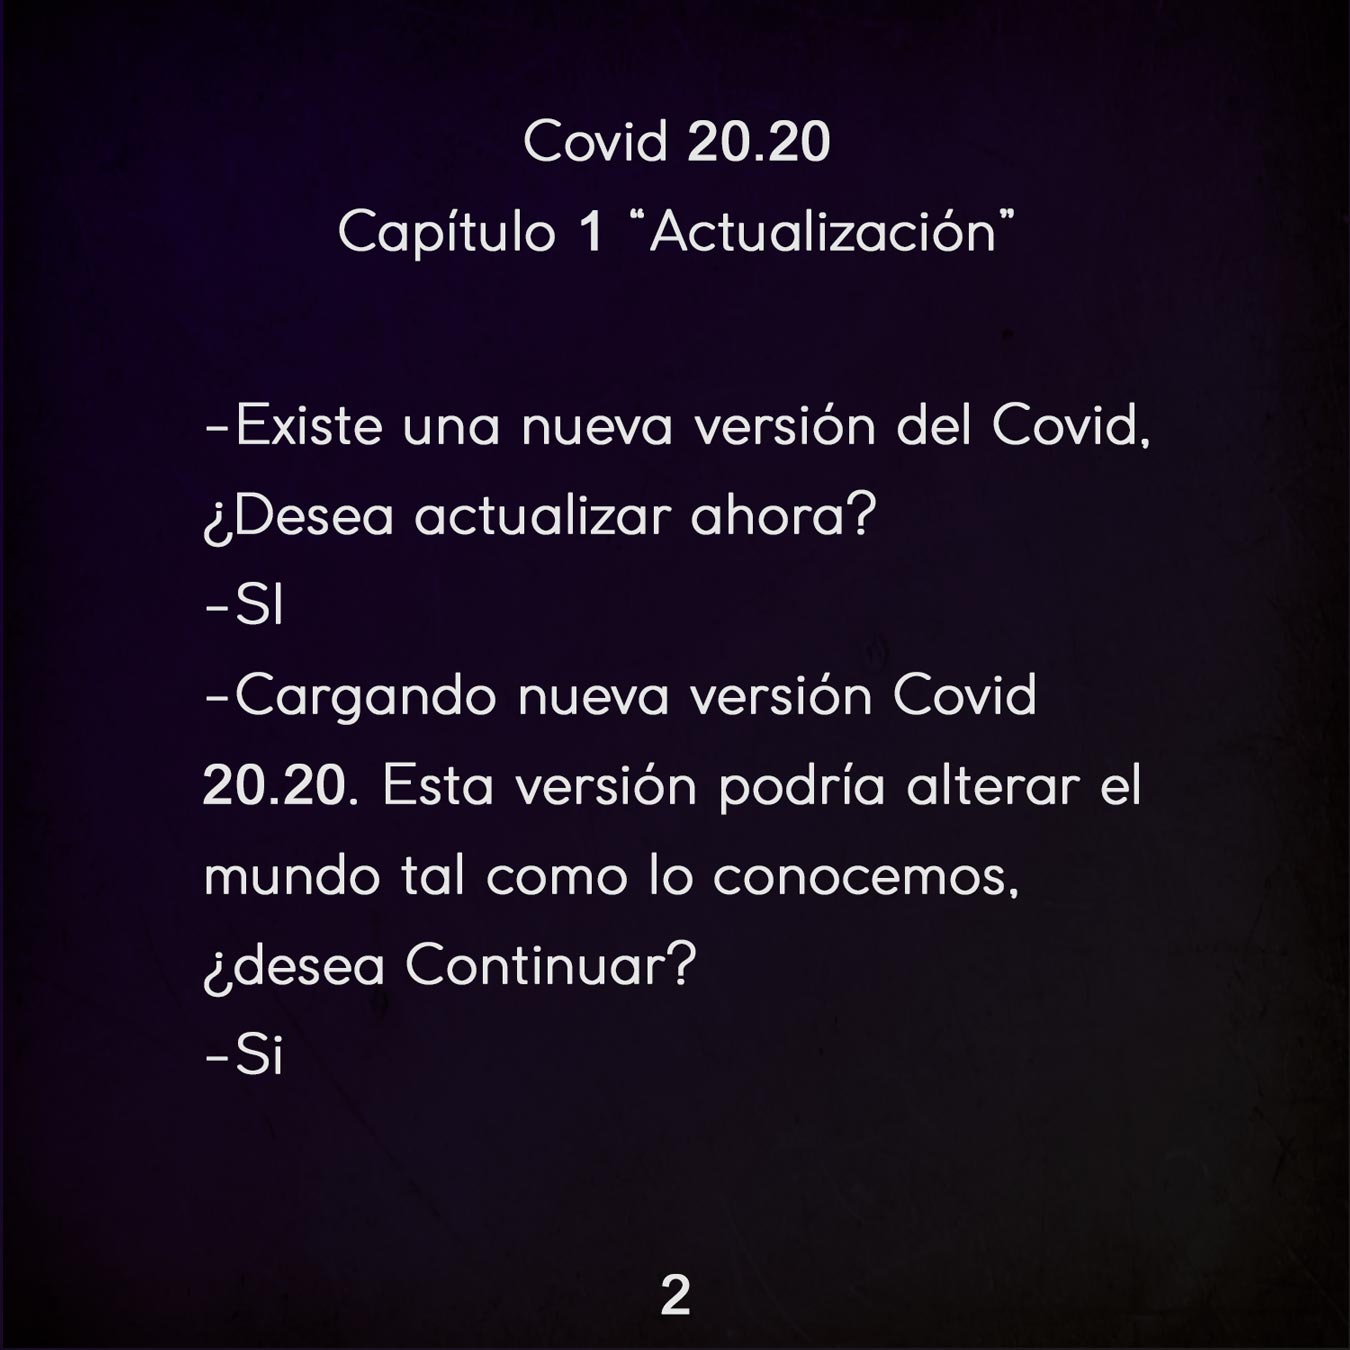 Covid 20.20
Capítulo 1 “Actualización”
-Existe una nueva versión del Covid,
¿Desea actualizar ahora?
-SI
-Cargando nueva versión Covid
20.20. Esta versión podría alterar el
mundo tal como lo conocemos,
¿desea Continuar?
-Si
2